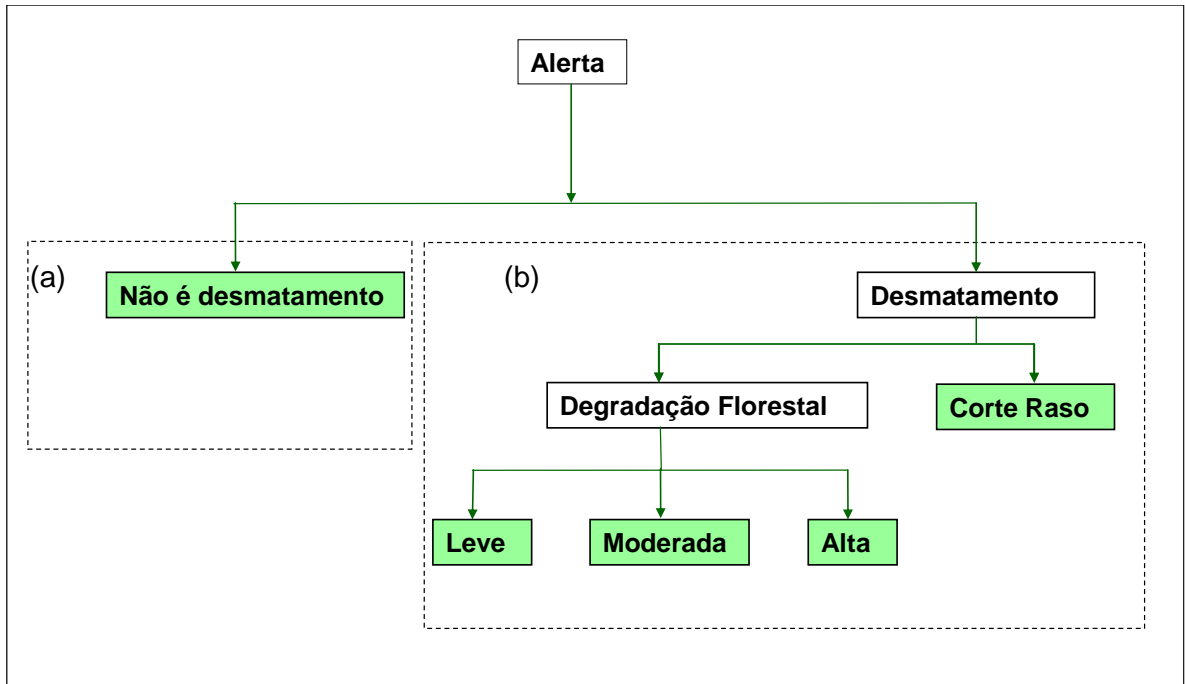 Alerta
(a)
Não é desmatamento
(b)
Desmatamento
Degradação Florestal
Corte Raso
Leve
Moderada
Alta